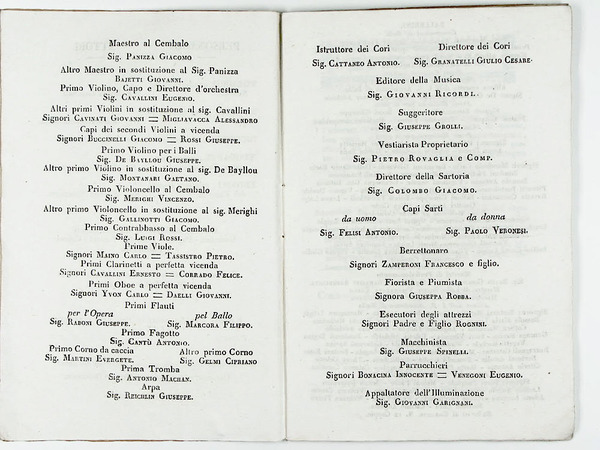 Maestro al Cembalo
Sig. PANIZZA GIACOMO
Altro Maestro in sostituzione al Sig. Panizza
BAJETTI GIOVANNI.
Primo Violino, Capo e Direttore d'orchestra
Sig. CAVALLINI EUGENIO.
Altri primi Violini in sostituzione al sig. Cavallini
Signori CAVINATI GIOVANNI = MIGLIAVACCA ALESSANDRO
Capi dei secondi Violini a vicenda
Signori BUCCINELLI GIACOMO = ROSSI GIUSEPPE.
Primo Violino per i Balli
Sig. DE BAYLLOU GIUSEPPE.
Altro primo Violino in sostituzione al sig. De Bayllou
Sig. MONTANARI GAETANO.
Primo Violoncello al Cembalo
Sig. MERIGHI VINCENZO.
Altro primo Violoncello in sostituzione al sig. Merighi
Sig. GALLINOTTI GIACOMO.
Primo Contrabbasso al Cembalo
Sig. LUIGI ROSSI.
Prime Viole.
Signori MAINO CARLO = TASSISTRO PIETRO.
Primi Clarinetti a perfetta vicenda
Signori CAVALLINI ERNESTO = CORRADO FELICE.
Primi Oboe a perfetta vicenda
Signori YVON CARLO = DAELLI GIOVANNI.
Primi Flauti
per l'Opera pel Ballo
Sig. RABONI GIUSEPPE. Sig. MARCORA FILIPPO.
Primo Fagotto
Sig. CANTÙ ANTONIO.
Primo Corno da caccia Altro primo Corno
Sig. MARTINI EVERGETE. Sig. GELMI CIPRIANO
Prima Tromba
Sig. ANTONIO MACHAN.
Arpa
Sig. REICHLIN GIUSEPPE.
Istruttore dei Cori Direttore dei Cori
Sig. CATTANEO ANTONIO. Sig. GRANATELLI GIULIO CESARE.
Editore della Musica
Sig. GIOVANNI RICORDI.
Suggeritore
Sig. GIUSEPPE GROLLI.
Vestiarista Proprietario
Sig. PIETRO ROVAGLIA e COMP.
Direttore della Sartoria
Sig. COLOMBO GIACOMO.
Capi Sarti
da uomo da donna
Sig. FELISI ANTONIO. Sig. PAOLO VERONESI.
Berrettonaro
Signori ZAMPERONI FRANCESCO e figlio.
Fiorista e Piumista
Signora GIUSEPPA ROBBA.
Esecutori degli attrezzi
Signori Padre e Figlio ROGNINI.
Macchinista
Sig. GIUSEPPE SPINELLI.
Parrucchieri
Signori BONACINA INNOCENTE = VENEGONI EUGENIO.
Appaltatore dell'Illuminazione
Sig. GIOVANNI GARIGNANI.